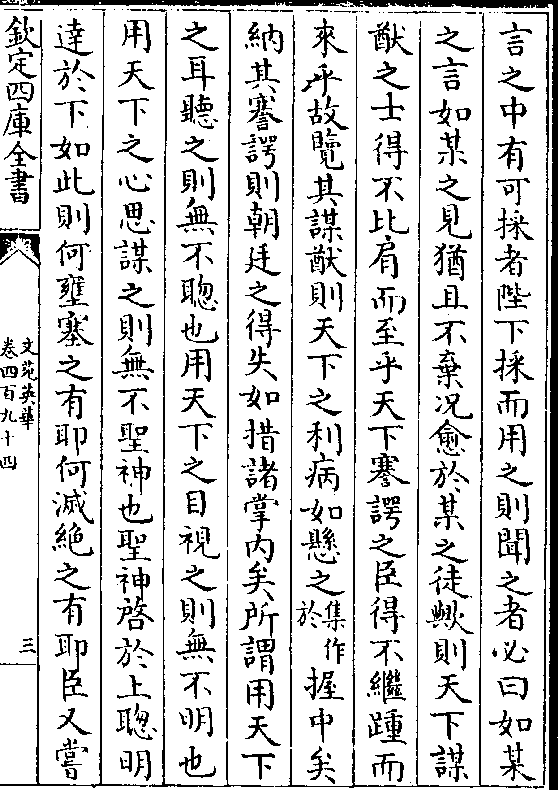 言之中有可採者陛下採而用之則聞之者必曰如某
之言如某之見猶且不棄况愈於某之徒歟則天下謀
猷之士得不比肩而至乎天下謇諤之臣得不繼踵而
來乎故覽其謀猷則天下之利病如懸之集作於握中矣
納其謇諤則朝廷之得失如措諸掌内矣所謂用天下
之耳聽之則無不聰也用天下之目視之則無不明也
用天下之心思謀之則無不聖神也聖神啓於上聰明
達於下如此則何壅塞之有耶何滅絶之有耶臣又嘗
欽定四庫全書
文苑英華
卷四百九十四
三